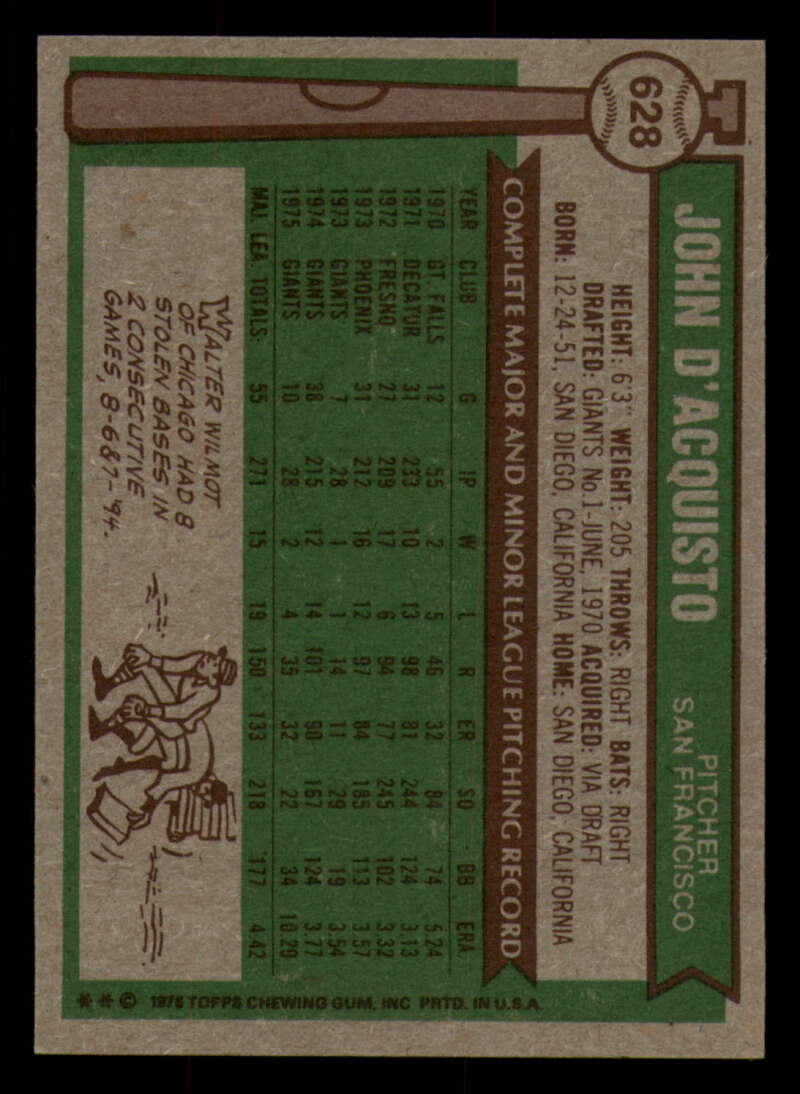 628
JOHN D'ACQUISTO
PITCHER
SAN FRANCISCO
HEIGHT: 6'3" WEIGHT: 205 THROWS: RIGHT BATS: RIGHT
DRAFTED: GIANTS No.1-JUNE, 1970 ACQUIRED: VIA DRAFT
BORN: 12-24-51, SAN DIEGO, CALIFORNIA HOME: SAN DIEGO, CALIFORNIA
COMPLETE MAJOR AND MINOR LEAGUE PITCHING RECORD
YEAR CLUB G IP W L R ER SO BB ERA
1970 GT. FALLS 12 55 2 5 46 32 84 74 5.24
1971 DECATUR 31 233 10 13 98 81 244 124 3.13
1972 FRESNO 27 209 17 6 94 77 245 102 3.32
1973 PHOENIX 31 212 16 12 97 84 185 113 3.57
1973 GIANTS 7 28 1 1 14 11 29 19 3.54
1974 GIANTS 38 215 12 14 101 90 167 124 3.77
1975 GIANTS 10 28 2 4 35 32 22 34 10.29
MAJ. LEA. TOTALS: 55 271 15 19 150 133 218 177 4.42
WALTER WILMOT
OF CHICAGO HAD 8
STOLEN BASES IN
2 CONSECUTIVE
GAMES, 8-6&7-'94.
** © 1976 TOPPS CHEWING GUM, INC PRTD. IN U.S.A.